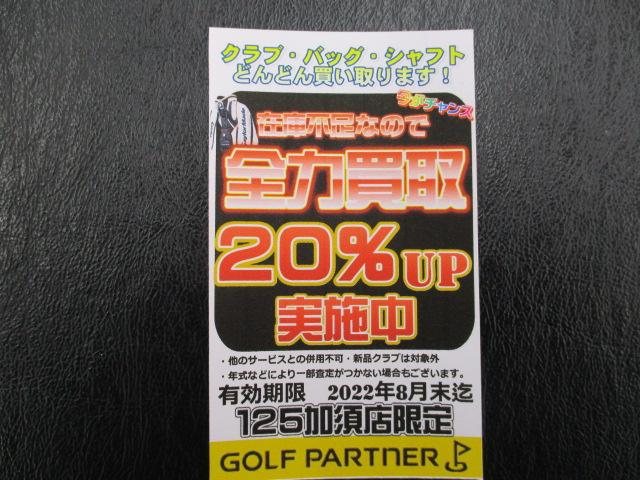 クラブ・バッグ・シャフト
どんどん買い取ります！
今がチャンス
在庫不足なので
全力買取
20%UP
実施中
・他のサービスとの併用不可・新品クラブは対象外
・年式などにより一部査定がつかない場合もございます。
有効期限 2022年8月末迄
125加須店限定
GOLF PARTNER